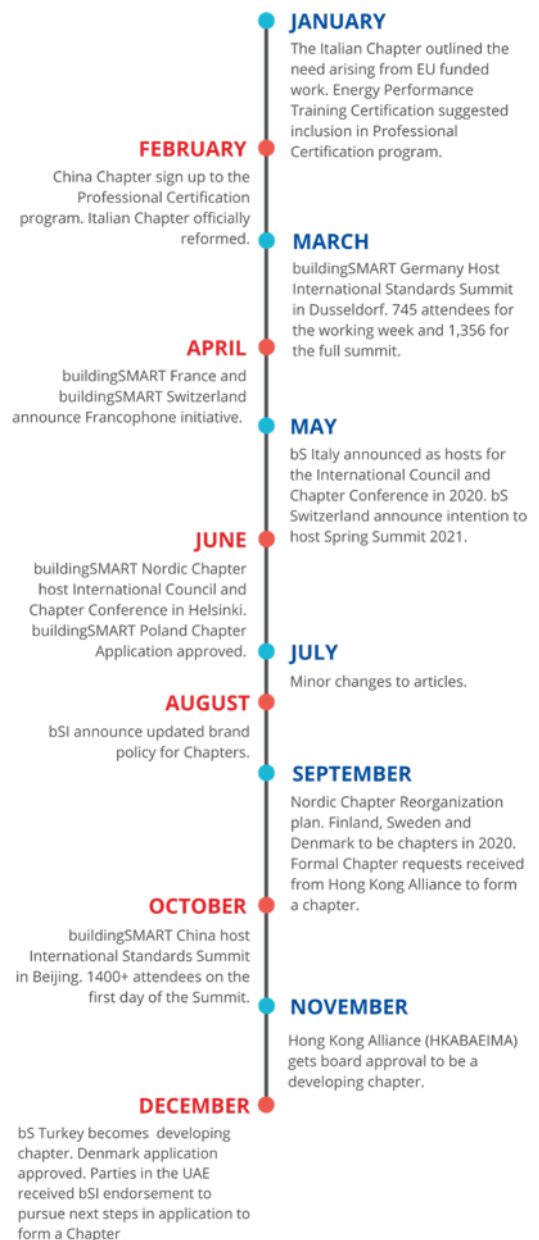 JANUARY
The Italian Chapter outlined the
need arising from EU funded
work. Energy Performance
Training Certification suggested
inclusion in Professional
Certification program.
FEBRUARY
China Chapter sign up to the
Professional Certification
program. Italian Chapter officially
reformed.
MARCH
buildingSMART Germany Host
International Standards Summit
in Dusseldorf. 745 attendees for
the working week and 1,356 for
the full summit.
APRIL
buildingSMART France and
buildingSMART Switzerland
announce Francophone initiative.
MAY
bS Italy announced as hosts for
the International Council and
Chapter Conference in 2020. bS
Switzerland announce intention to
host Spring Summit 2021.
JUNE
buildingSMART Nordic Chapter
host International Council and
Chapter Conference in Helsinki.
buildingSMART Poland Chapter
Application approved.
JULY
Minor changes to articles.
AUGUST
bSI announce updated brand
policy for Chapters.
SEPTEMBER
Nordic Chapter Reorganization
plan. Finland, Sweden and
Denmark to be chapters in 2020.
Formal Chapter requests received
from Hong Kong Alliance to form
a chapter.
OCTOBER
buildingSMART China host
International Standards Summit
in Beijing. 1400+ attendees on the
first day of the Summit.
NOVEMBER
Hong Kong Alliance (HKABAEIMA)
gets board approval to be a
developing chapter.
DECEMBER
bS Turkey becomes developing
chapter. Denmark application
approved. Parties in the UAE
received bSI endorsement to
pursue next steps in application to
form a Chapter